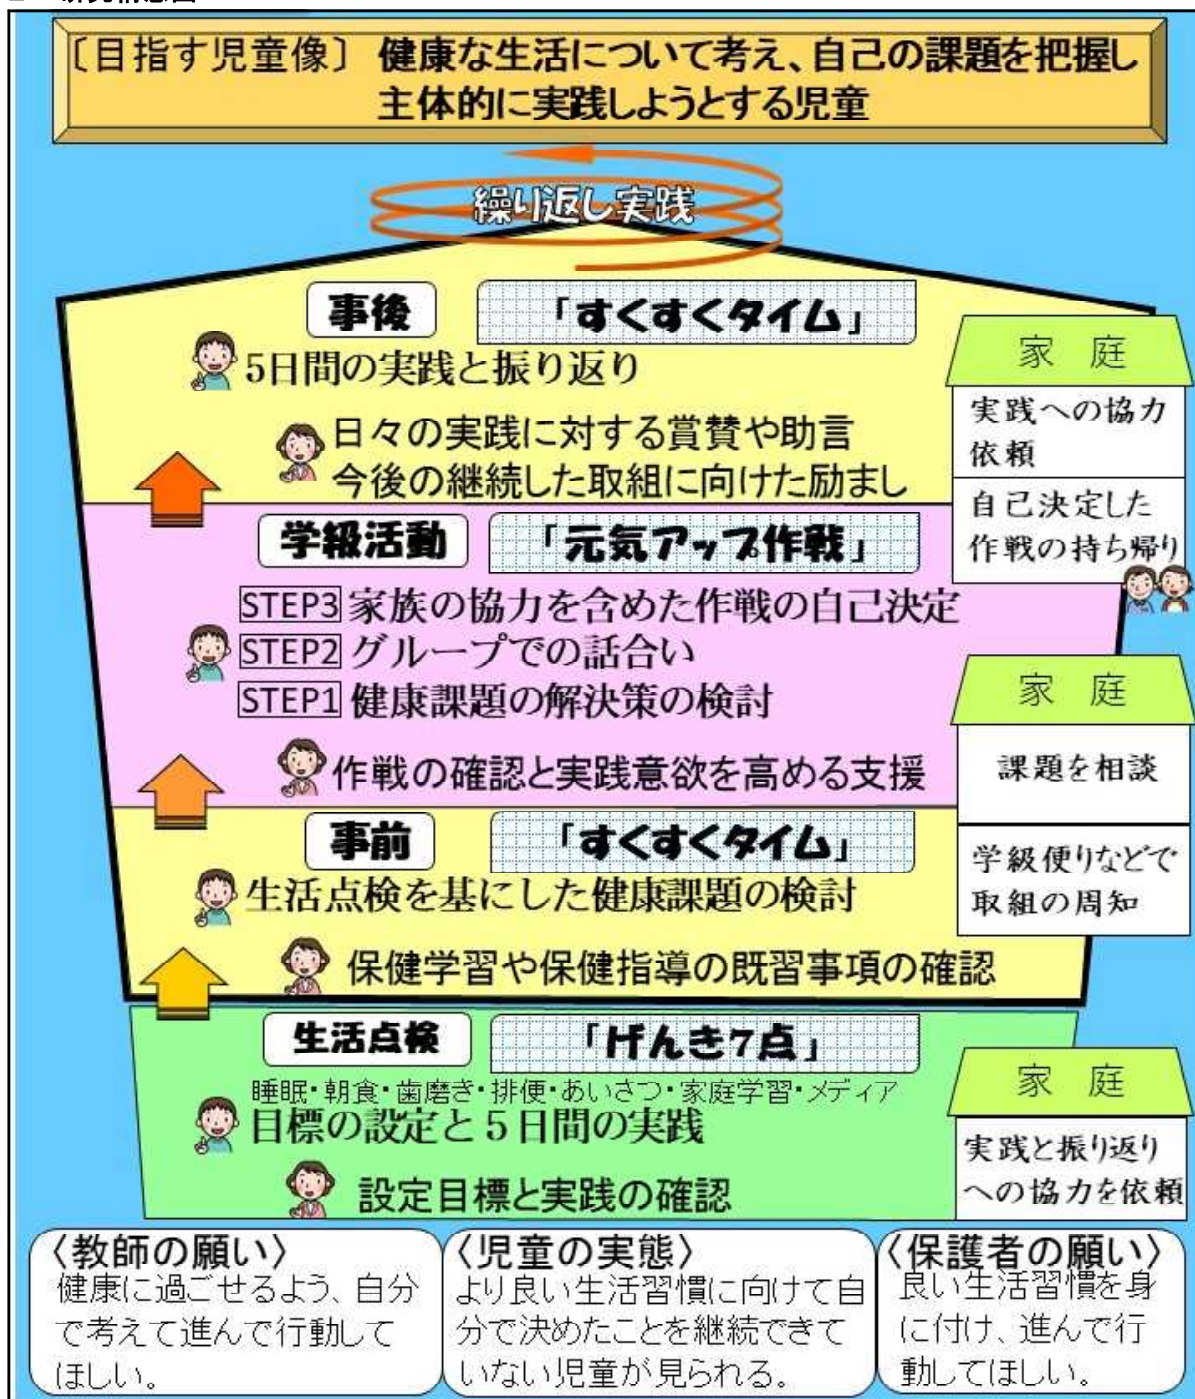 〔目指す児童像〕 健康な生活について考え、自己の課題を把握し
主体的に実践しようとする児童
繰り返し実践
事後 「すくすくタイム」
5日間の実践と振り返り
日々の実践に対する賞賛や助言
今後の継続した取組に向けた励まし
家 庭
実践への協力
依頼
自己決定した
作戦の持ち帰り
学級活動 「元気アップ作戦」
STEP3 家族の協力を含めた作戦の自己決定
STEP2 グループでの話合い
STEP1 健康課題の解決策の検討
作戦の確認と実践意欲を高める支援
家 庭
課題を相談
学級便りなどで
取組の周知
事前 「すくすくタイム」
生活点検を基にした健康課題の検討
保健学習や保健指導の既習事項の確認
生活点検 「げんき7点」
睡眠・朝食・歯磨き・排便・あいさつ・家庭学習・メディア
目標の設定と５日間の実践
設定目標と実践の確認
家 庭
実践と振り返り
への協力を依頼
〈教師の願い〉
健康に過ごせるよう、自分
で考えて進んで行動して
ほしい。
〈児童の実態〉
より良い生活習慣に向けて自
分で決めたことを継続できて
いない児童が見られる。
〈保護者の願い〉
良い生活習慣を身
に付け、進んで行
動してほしい。